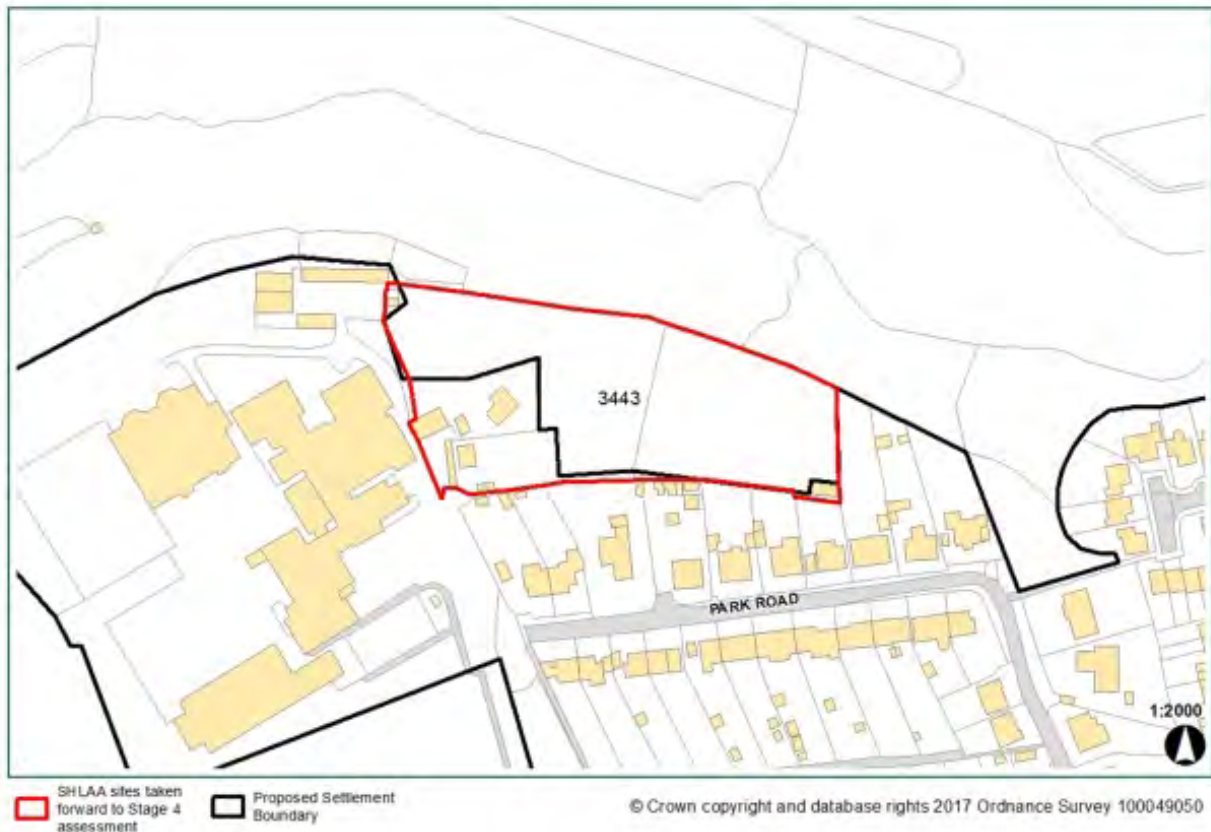 3443
PARK ROAD
1:2000
SHLAA sites taken
forward to Stage 4
assessment
Proposed Settlement
Boundary
© Crown copyright and database rights 2017 Ordnance Survey 100049050